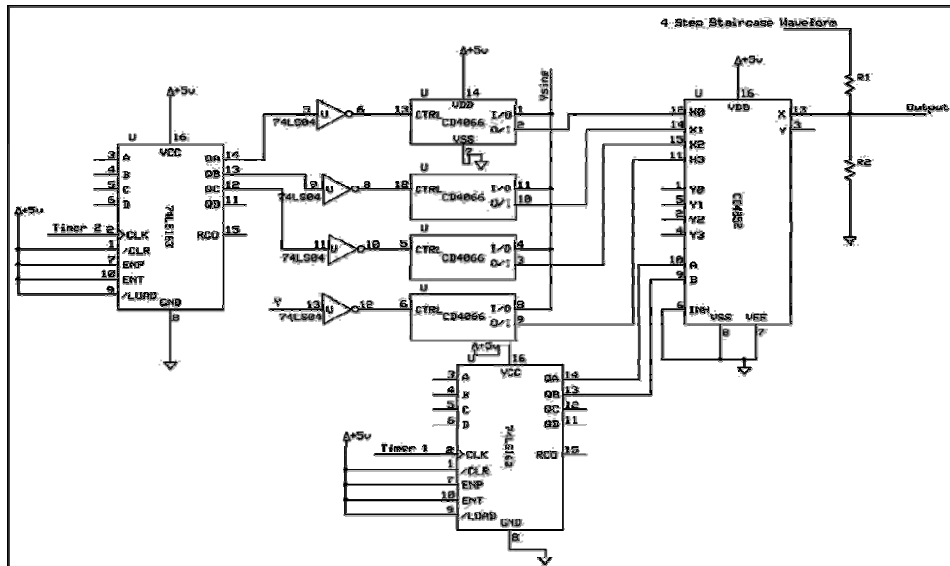 4 Step Staircase Waveform
+5v
+5v
+5v
R1
R2
Output
Vsine
U
16
VCC
3 A
4 B
5 C
6 D
2 CLK
1 /CLR
7 ENP
10 ENT
9 /LOAD
QA 14
QB 13
QC 12
QD 11
RCO 15
GND
8
74LS163
+5v
Timer 2
3 U 6
74LS04
9 U 8
74LS04
11 U 10
74LS04
Y
13 U 12
74LS04
U
14
VDD
13 CTRL
I/O 1
CD4066
O/I 2
VSS
7
U
CTRL
I/O 11
CD4066
O/I 10
U
5 CTRL
I/O 4
CD4066
O/I 3
U
6 CTRL
I/O 8
CD4066
O/I 9
U
16
VDD
12 X0
14 X1
15 X2
11 X3
1 Y0
5 Y1
2 Y2
4 Y3
10 A
9 B
6 INH
X 13
Y 3
CD4052
VSS
VEE
8
7
+5v
U
16
VCC
3 A
4 B
5 C
6 D
2 CLK
1 /CLR
7 ENP
10 ENT
9 /LOAD
QA 14
QB 13
QC 12
QD 11
RCO 15
GND
8
74LS163
+5v
Timer 1